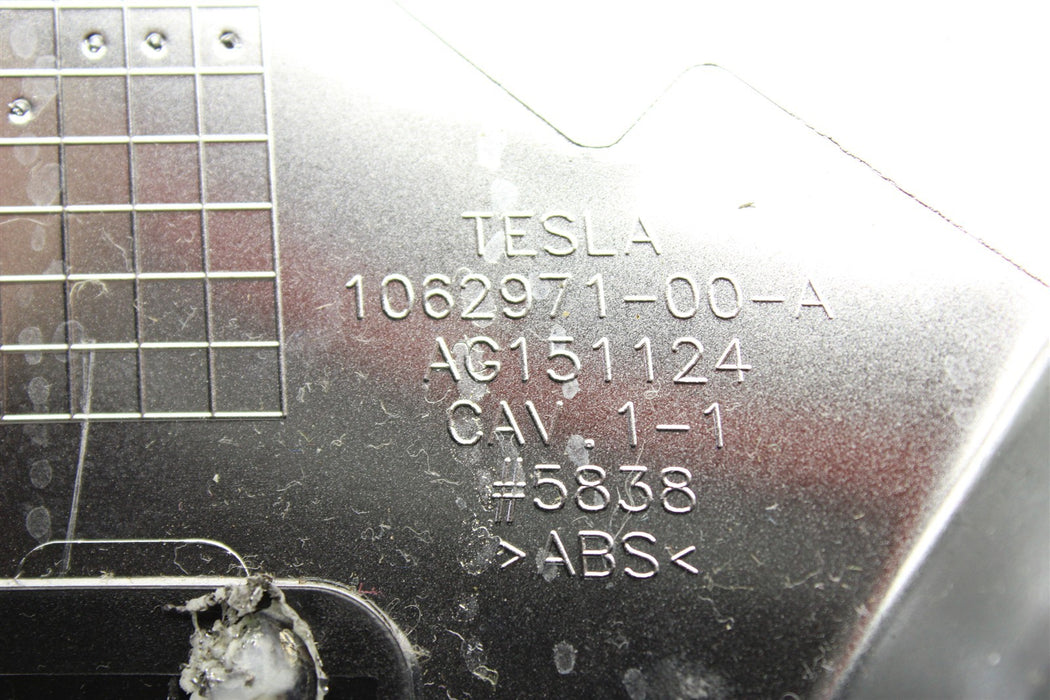 TESLA
1062971-00-A
AG151124
CAV. 1-1
#5838
>ABS<